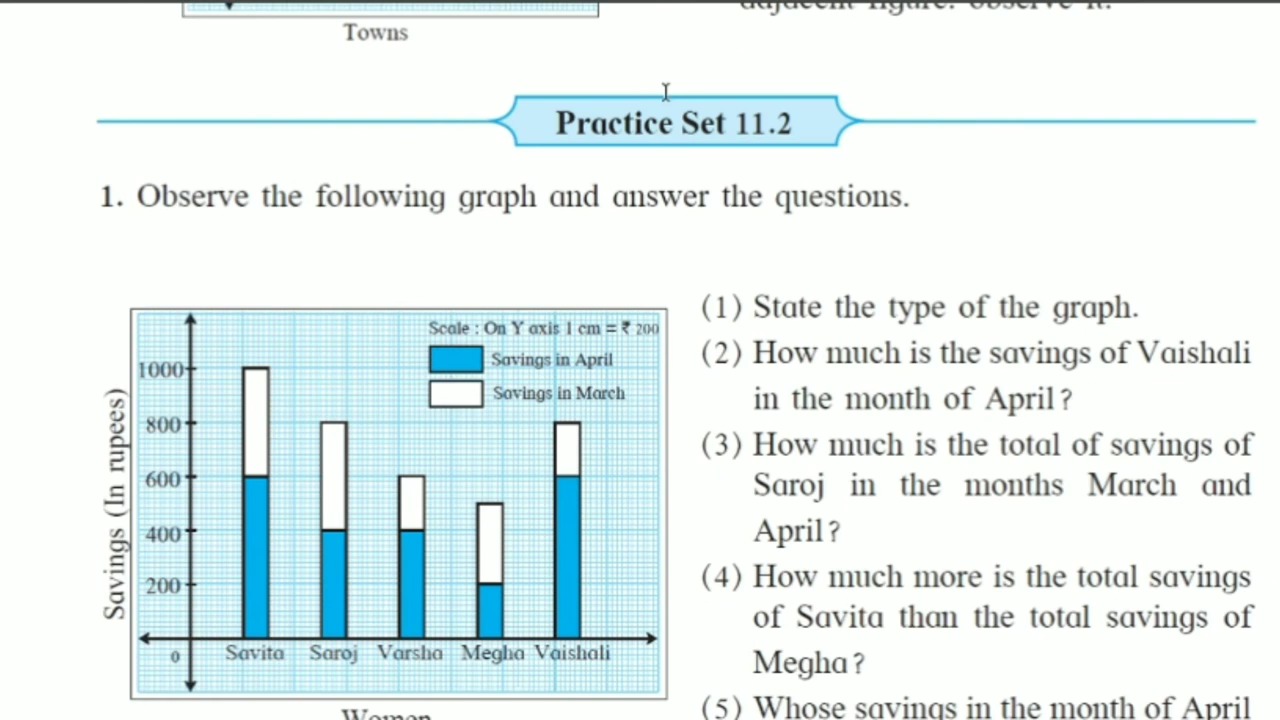 adjacent figure. observe it.
Towns
Practice Set 11.2
1. Observe the following graph and answer the questions.
Scale : On Y axis 1 cm = ₹ 200
Savings in April
Savings in March
Savings (In rupees)
1000
800
600
400
200
0
Savita Saroj Varsha Megha Vaishali
Women
(1) State the type of the graph.
(2) How much is the savings of Vaishali
in the month of April?
(3) How much is the total of savings of
Saroj in the months March and
April?
(4) How much more is the total savings
of Savita than the total savings of
Megha?
(5) Whose savings in the month of April